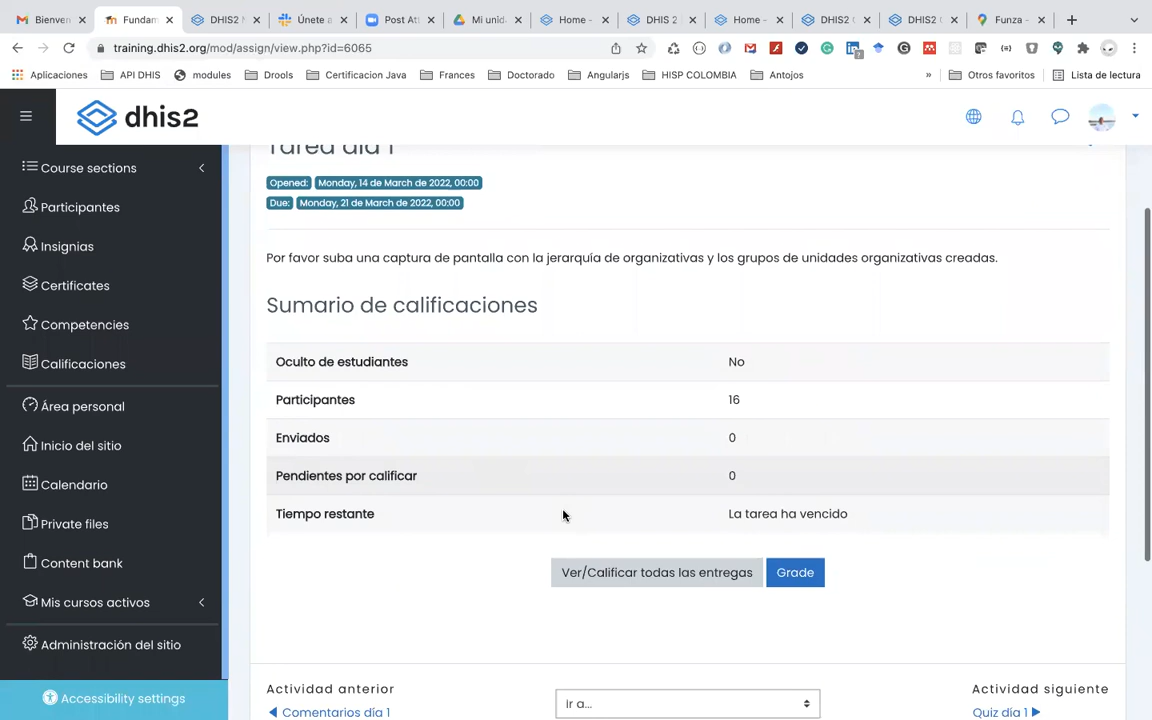 Bienven
Fundam
DHIS2 N
Únete a
Post Att
Mi unid
Home -
DHIS 2
Home -
DHIS2 C
DHIS2 C
Funza -
training.dhis2.org/mod/assign/view.php?id=6065
Aplicaciones
API DHIS
modules
Drools
Certificacion Java
Frances
Doctorado
Angularjs
HISP COLOMBIA
Antojos
»
Otros favoritos
Lista de lectura
dhis2
Course sections
Participantes
Insignias
Certificates
Competencies
Calificaciones
Área personal
Inicio del sitio
Calendario
Private files
Content bank
Mis cursos activos
Administración del sitio
Accessibility settings
Tarea día 1
Opened: Monday, 14 de March de 2022, 00:00
Due: Monday, 21 de March de 2022, 00:00
Por favor suba una captura de pantalla con la jerarquía de organizativas y los grupos de unidades organizativas creadas.
Sumario de calificaciones
Oculto de estudiantes No
Participantes 16
Enviados 0
Pendientes por calificar 0
Tiempo restante La tarea ha vencido
Ver/Calificar todas las entregas
Grade
Actividad anterior
◀ Comentarios día 1
Ir a...
Actividad siguiente
Quiz día 1 ▶